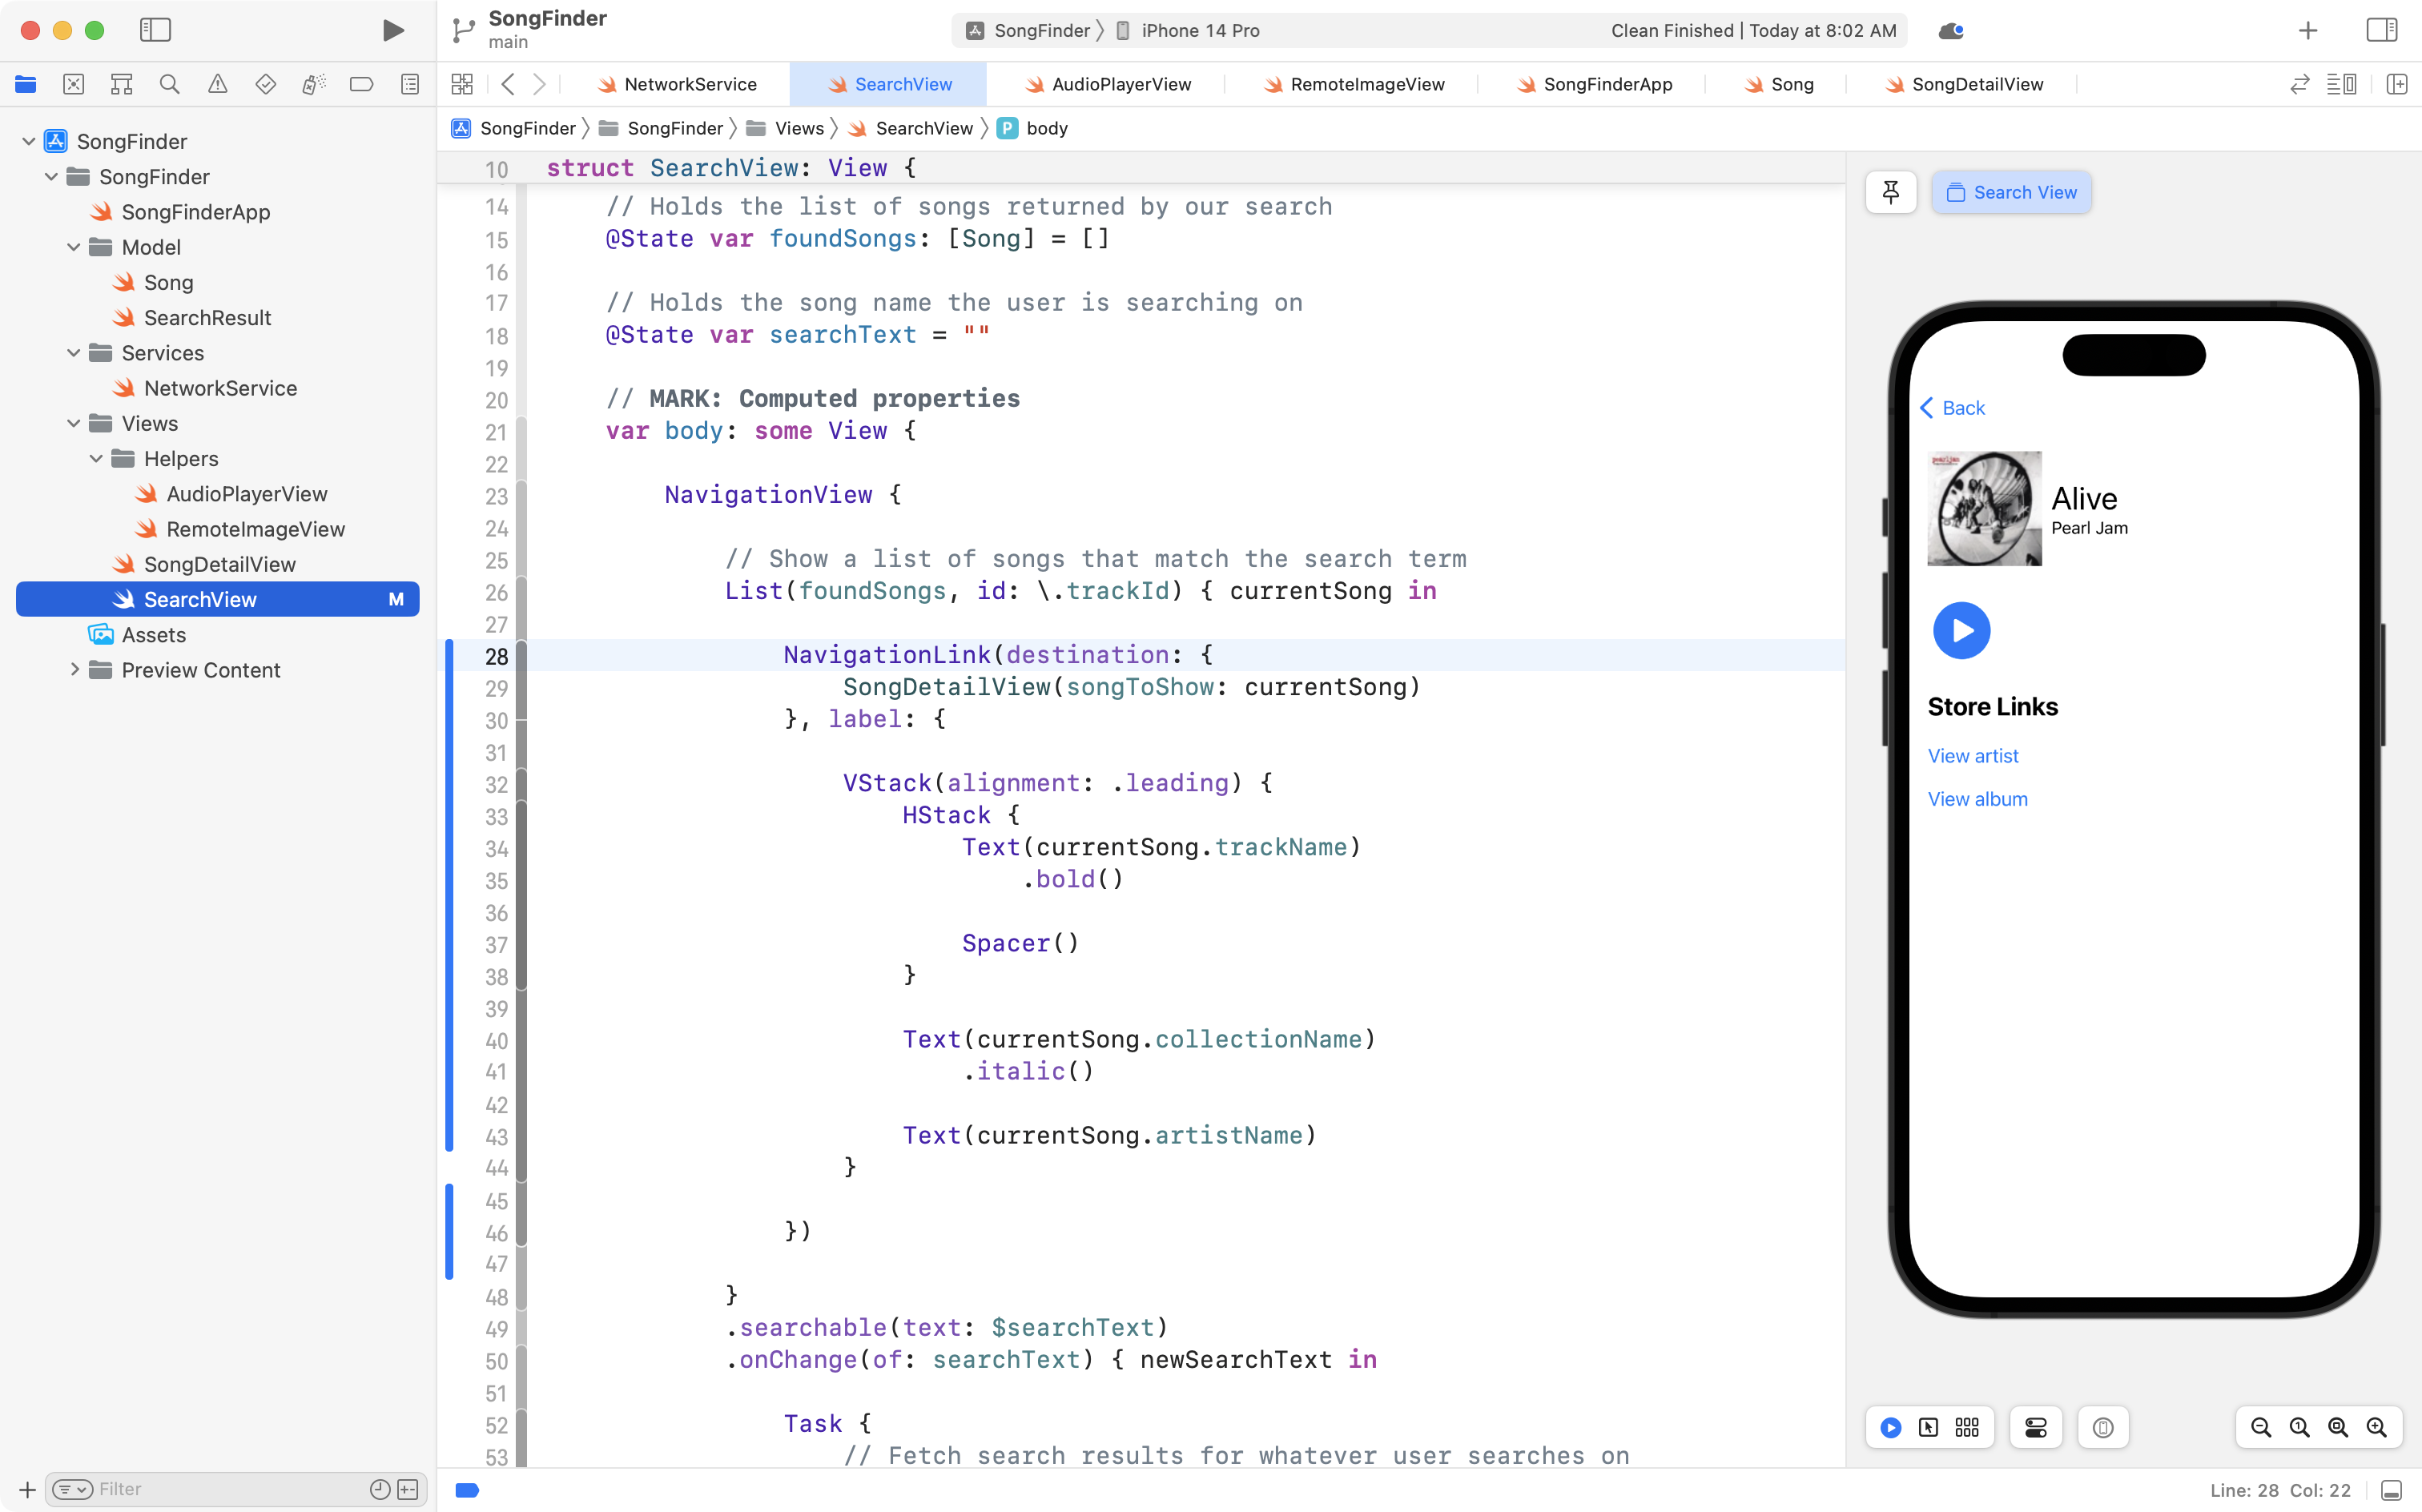 SongFinder
main
SongFinder 〉 iPhone 14 Pro
Clean Finished | Today at 8:02 AM
NetworkService
SearchView
AudioPlayerView
RemoteImageView
SongFinderApp
Song
SongDetailView
SongFinder 〉 SongFinder 〉 Views 〉 SearchView 〉 P body
SongFinder
SongFinder
SongFinderApp
Model
Song
SearchResult
Services
NetworkService
Views
Helpers
AudioPlayerView
RemoteImageView
SongDetailView
SearchView M
Assets
Preview Content
Filter
10 struct SearchView: View {
14 // Holds the list of songs returned by our search
15 @State var foundSongs: [Song] = []
16
17 // Holds the song name the user is searching on
18 @State var searchText = ""
19
20 // MARK: Computed properties
21 var body: some View {
22
23 NavigationView {
24
25 // Show a list of songs that match the search term
26 List(foundSongs, id: \.trackId) { currentSong in
27
28 NavigationLink(destination: {
29 SongDetailView(songToShow: currentSong)
30 }, label: {
31
32 VStack(alignment: .leading) {
33 HStack {
34 Text(currentSong.trackName)
35 .bold()
36
37 Spacer()
38 }
39
40 Text(currentSong.collectionName)
41 .italic()
42
43 Text(currentSong.artistName)
44 }
45
46 })
47
48 }
49 .searchable(text: $searchText)
50 .onChange(of: searchText) { newSearchText in
51
52 Task {
53 // Fetch search results for whatever user searches on
Search View
Back
pearl jam
Alive
Pearl Jam
Store Links
View artist
View album
Line: 28 Col: 22